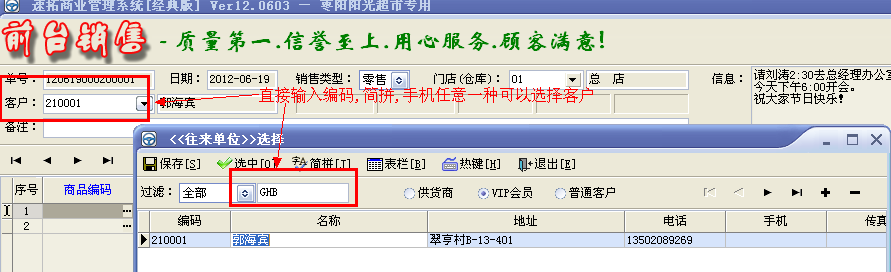 速拓商业管理系统[经典版] Ver12.0603 － 枣阳阳光超市专用
前台销售 - 质量第一.信誉至上.用心服务.顾客满意!
单号: 120619000200001 日期: 2012-06-19 销售类型: 零售 门店(仓库): 01 总 店 信息: 请刘涛2:30去总经理办公室
今天下午6:00开会。
祝大家节日快乐!
客户: 210001 郭海宾 直接输入编码,简拼,手机任意一种可以选择客户
备注:
<<往来单位>>选择
保存[S] 选中[O] 简拼[I] 表栏[B] 热键[H] 退出[E]
过滤: 全部 GHB 供货商 VIP会员 普通客户
序号 商品编码
1
2
编码 名称 地址 电话 手机 传真
210001 郭海宾 翠亨村B-13-401 13502089269